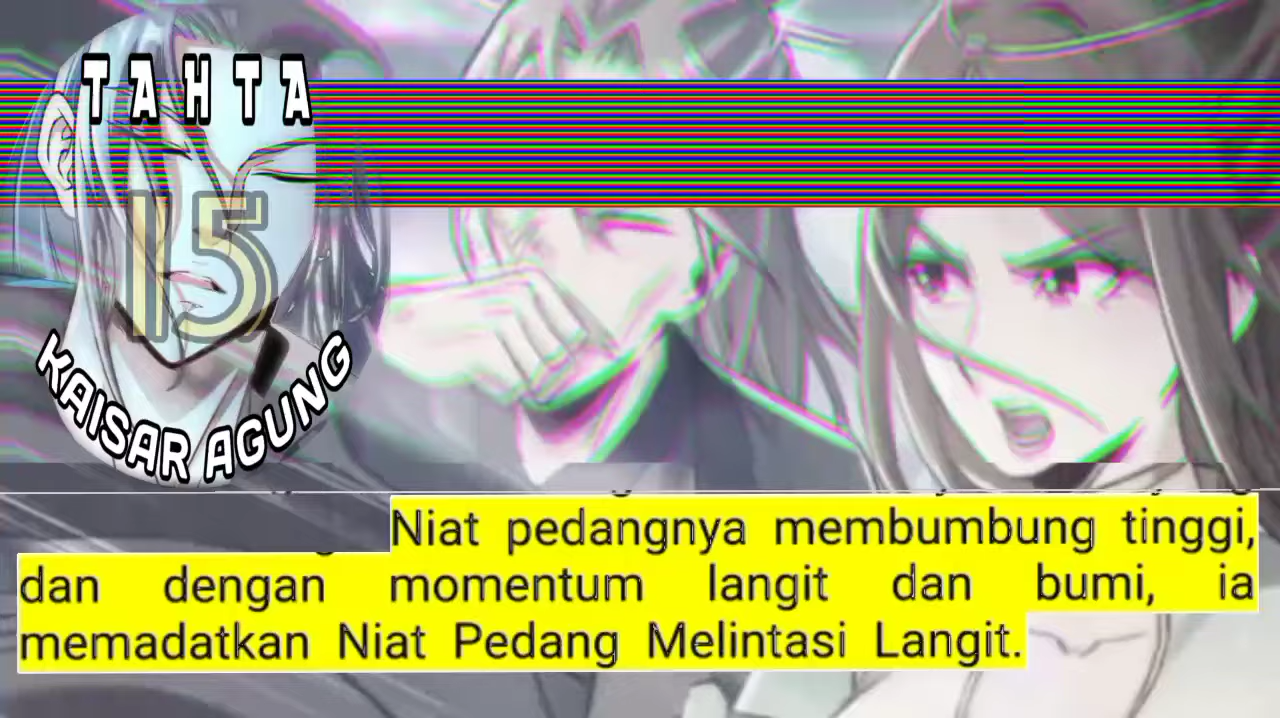 TAHTA
15
KAISAR AGUNG
Niat pedangnya membumbung tinggi,
dan dengan momentum langit dan bumi, ia
memadatkan Niat Pedang Melintasi Langit.